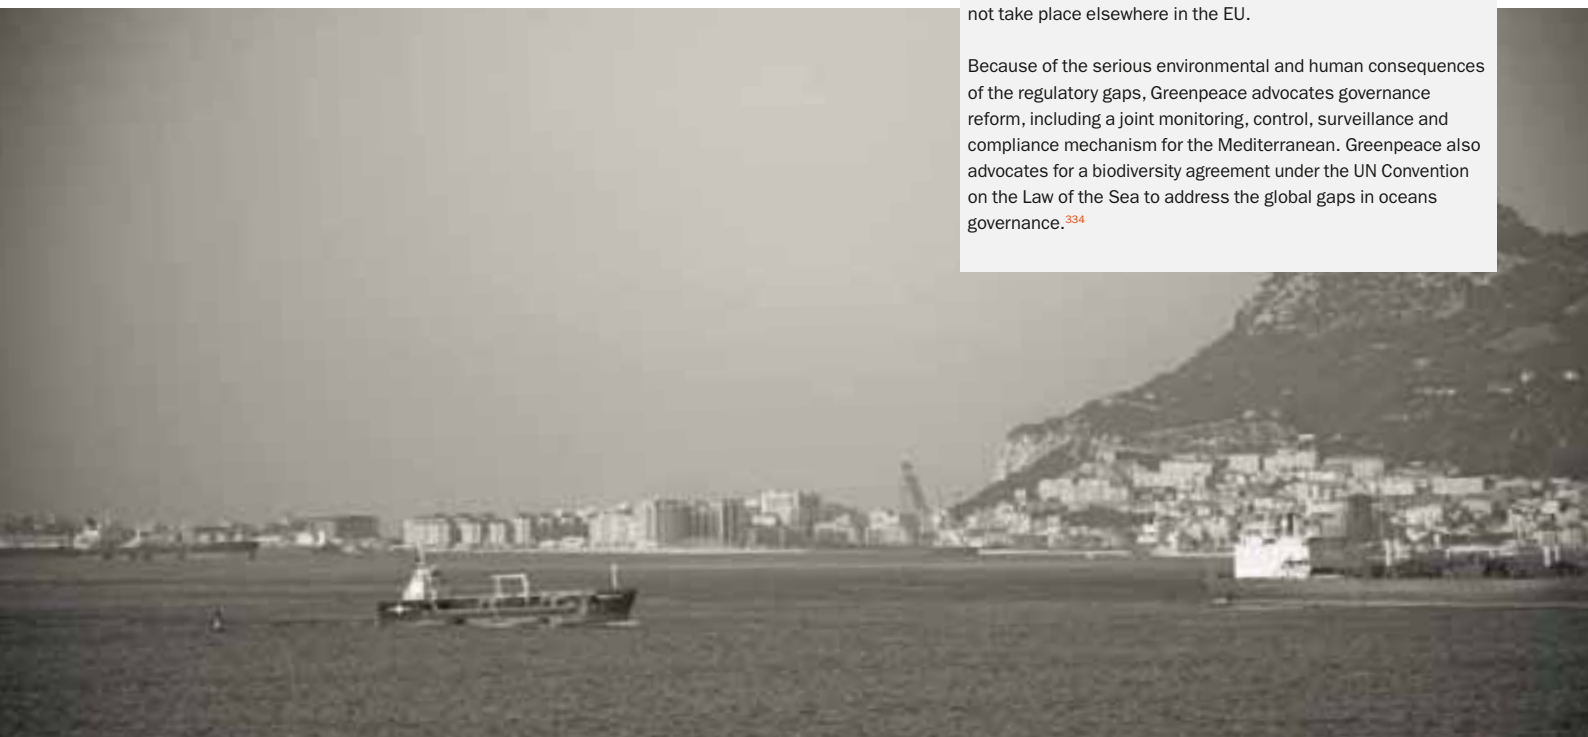 not take place elsewhere in the EU.
Because of the serious environmental and human consequences
of the regulatory gaps, Greenpeace advocates governance
reform, including a joint monitoring, control, surveillance and
compliance mechanism for the Mediterranean. Greenpeace also
advocates for a biodiversity agreement under the UN Convention
on the Law of the Sea to address the global gaps in oceans
governance.334